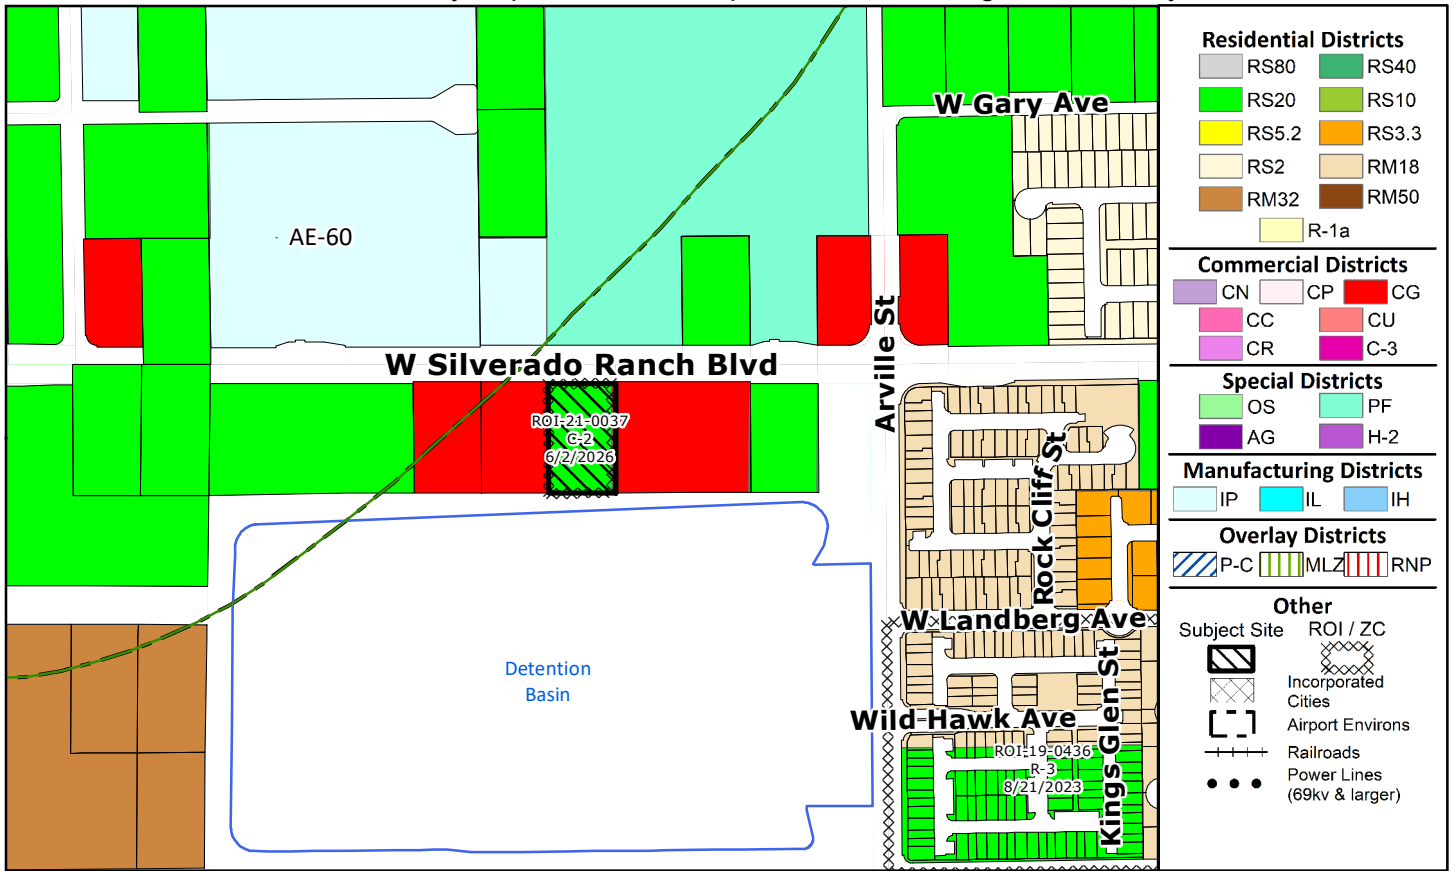 W Gary Ave
AE-60
Arville St
W Silverado Ranch Blvd
ROI-21-0037
C-2
6/2/2026
Rock Cliff St
W Landberg Ave
Detention
Basin
Wild Hawk Ave
Kings Glen St
ROI-19-0436
R-3
8/21/2023
Residential Districts
RS80 RS40
RS20 RS10
RS5.2 RS3.3
RS2 RM18
RM32 RM50
R-1a
Commercial Districts
CN CP CG
CC CU
CR C-3
Special Districts
OS PF
AG H-2
Manufacturing Districts
IP IL IH
Overlay Districts
P-C MLZ RNP
Other
Subject Site ROI / ZC
Incorporated
Cities
Airport Environs
Railroads
Power Lines
(69kv & larger)